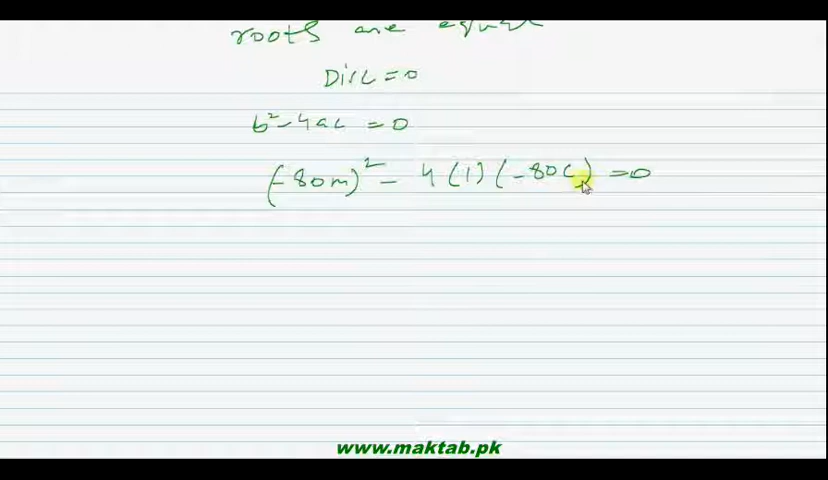 roots are equal
Disc = 0
b² - 4ac = 0
(-80m)² - 4(1)(-80c) = 0
www.maktab.pk